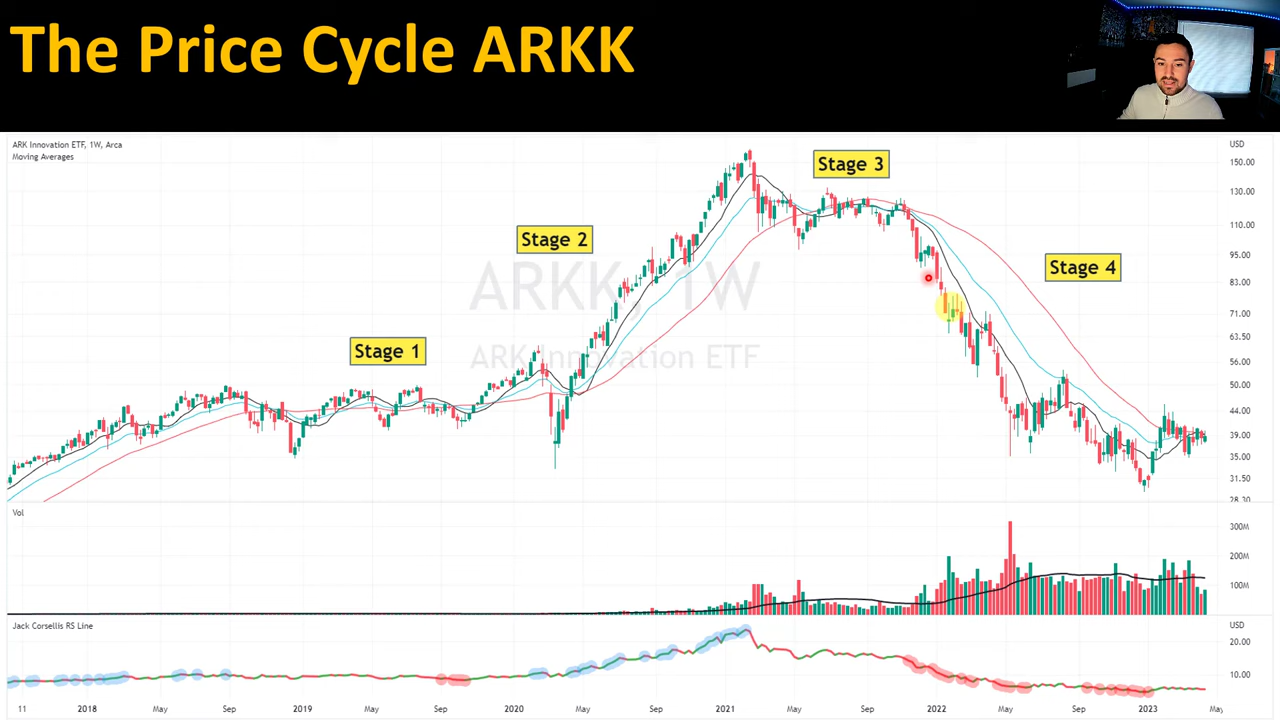 The Price Cycle ARKK
ARK Innovation ETF, 1W, Arca
Moving Averages
USD
150.00
130.00
110.00
95.00
83.00
71.00
63.50
56.00
50.00
44.00
39.00
35.00
31.50
28.30
Stage 3
Stage 2
Stage 4
Stage 1
ARKK, 1W
ARK Innovation ETF
Vol
300M
200M
100M
Jack Corsellis RS Line
USD
20.00
10.00
11 2018 May Sep 2019 May Sep 2020 May Sep 2021 May Sep 2022 May Sep 2023 May